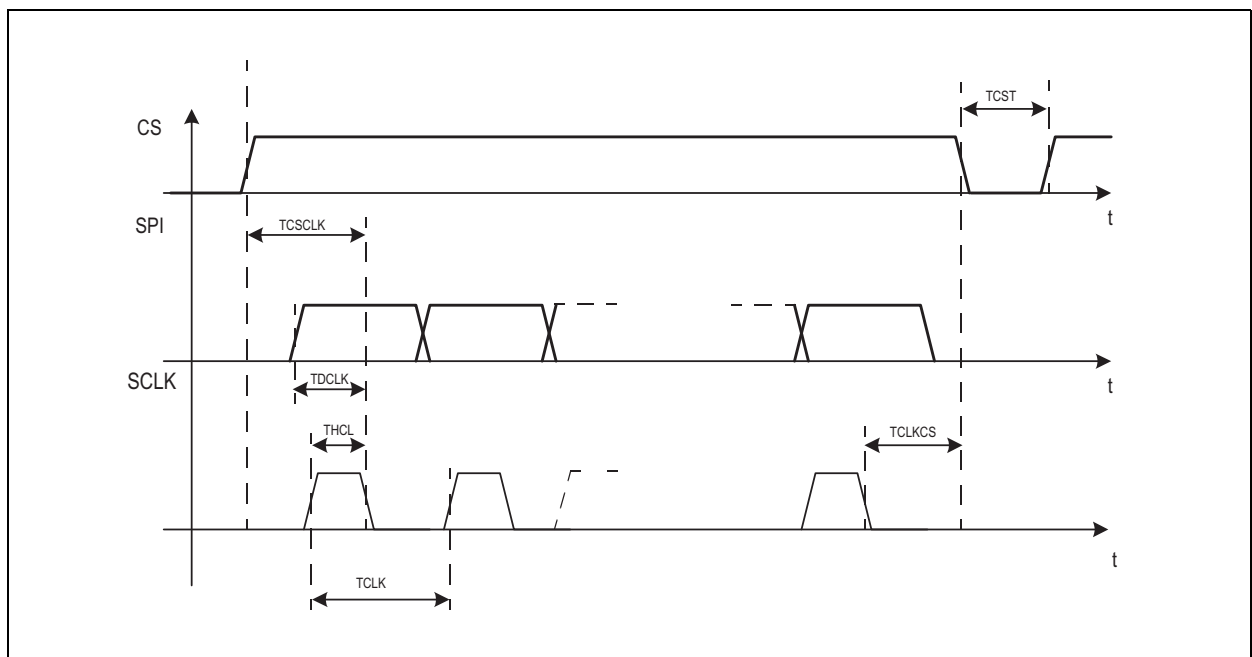 TCST
CS
t
SPI
TCSCLK
TDCLK
t
SCLK
THCL
TCLKCS
t
TCLK